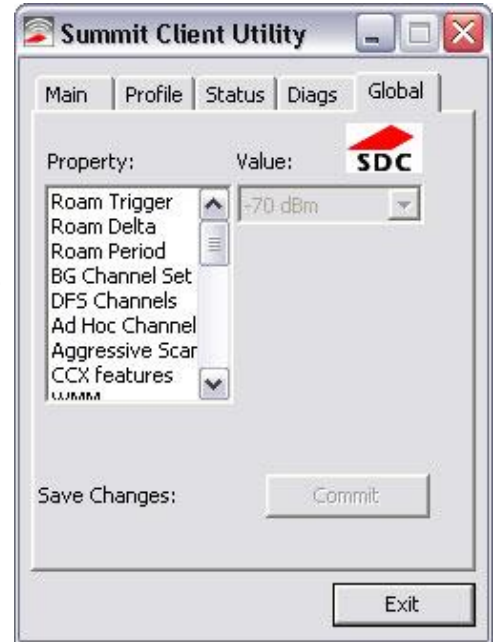 Summit Client Utility
Main Profile Status Diags Global
Property: Value: SDC
Roam Trigger -70 dBm
Roam Delta
Roam Period
BG Channel Set
DFS Channels
Ad Hoc Channel
Aggressive Scar
CCX features
WMM
Save Changes: Commit
Exit